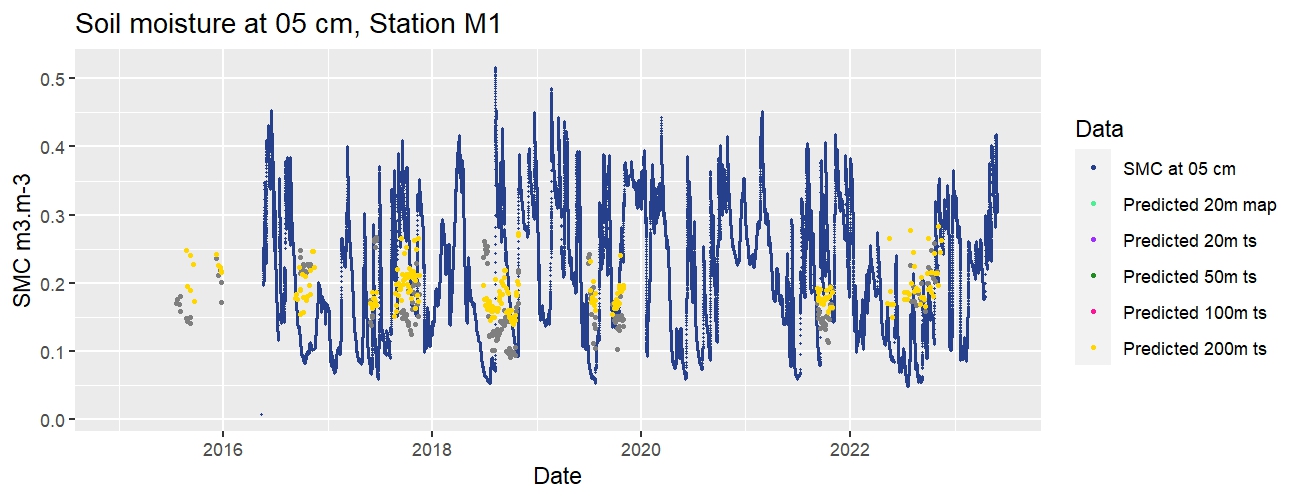 Soil moisture at 05 cm, Station M1
SMC m3.m-3
0.5
0.4
0.3
0.2
0.1
0.0
2016
2018
2020
2022
Date
Data
SMC at 05 cm
Predicted 20m map
Predicted 20m ts
Predicted 50m ts
Predicted 100m ts
Predicted 200m ts